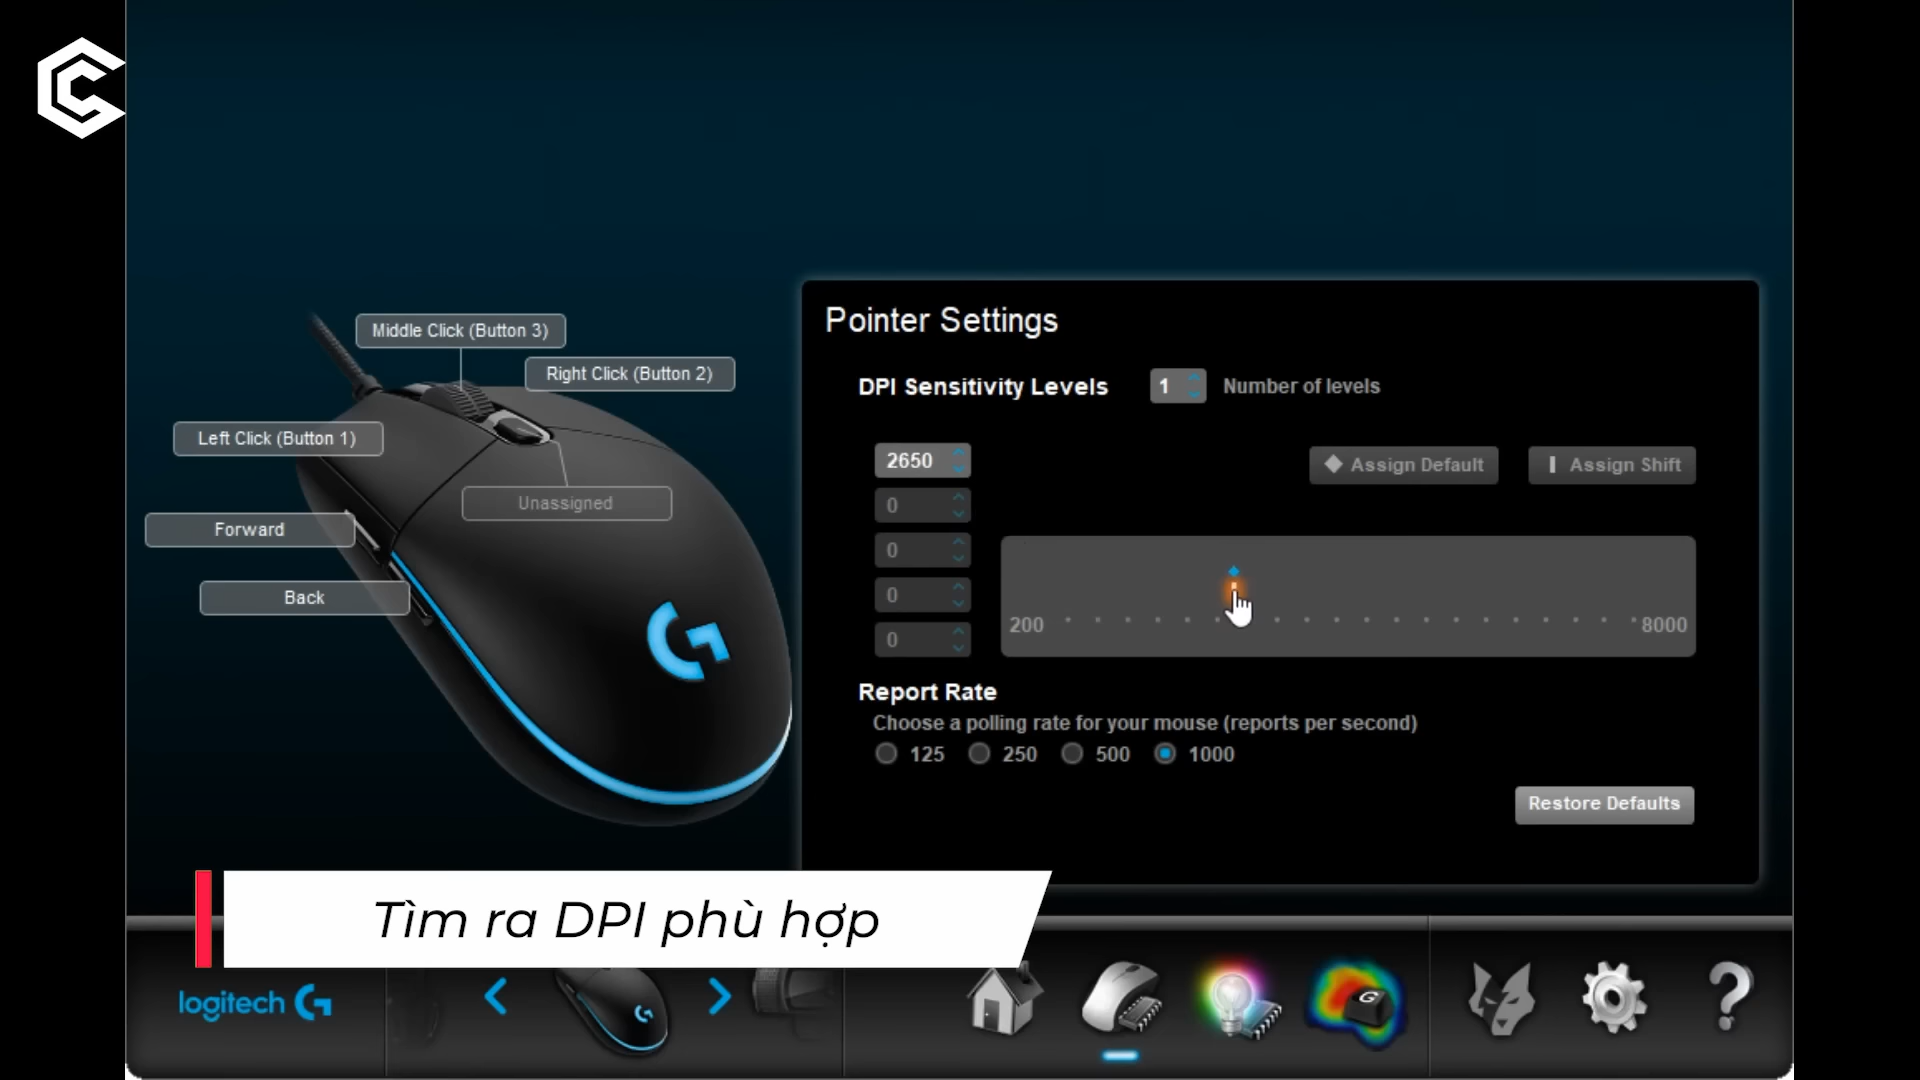 Middle Click (Button 3)
Right Click (Button 2)
Left Click (Button 1)
Unassigned
Forward
Back
Pointer Settings
DPI Sensitivity Levels 1 Number of levels
2650
Assign Default Assign Shift
0
0
0
0
200 8000
Report Rate
Choose a polling rate for your mouse (reports per second)
125 250 500 1000
Restore Defaults
Tìm ra DPI phù hợp
logitech G
G
?